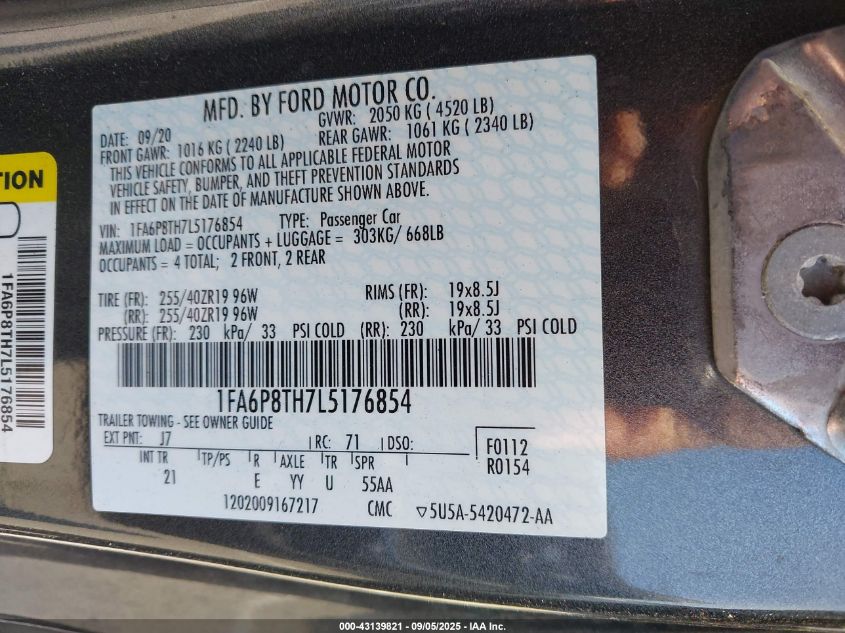 MFD. BY FORD MOTOR CO.
DATE: 09/20
GVWR: 2050 KG ( 4520 LB)
FRONT GAWR: 1016 KG ( 2240 LB)
REAR GAWR: 1061 KG ( 2340 LB)
THIS VEHICLE CONFORMS TO ALL APPLICABLE FEDERAL MOTOR
VEHICLE SAFETY, BUMPER, AND THEFT PREVENTION STANDARDS
IN EFFECT ON THE DATE OF MANUFACTURE SHOWN ABOVE.
VIN: 1FA6P8TH7L5176854 TYPE: Passenger Car
MAXIMUM LOAD = OCCUPANTS + LUGGAGE = 303KG/ 668LB
OCCUPANTS = 4 TOTAL; 2 FRONT, 2 REAR
TIRE (FR): 255/40ZR19 96W RIMS (FR): 19x8.5J
(RR): 255/40ZR19 96W (RR): 19x8.5J
PRESSURE (FR): 230 kPa/ 33 PSI COLD (RR): 230 kPa/ 33 PSI COLD
1FA6P8TH7L5176854
TRAILER TOWING - SEE OWNER GUIDE
EXT PNT: J7 RC: 71 DSO:
INT TR TP/PS R AXLE TR SPR
21 E YY U 55AA
F0112
R0154
1202009167217 CMC ▽5U5A-5420472-AA
TION
1FA6P8TH7L5176854
000-43139821 - 09/05/2025 - IAA Inc.